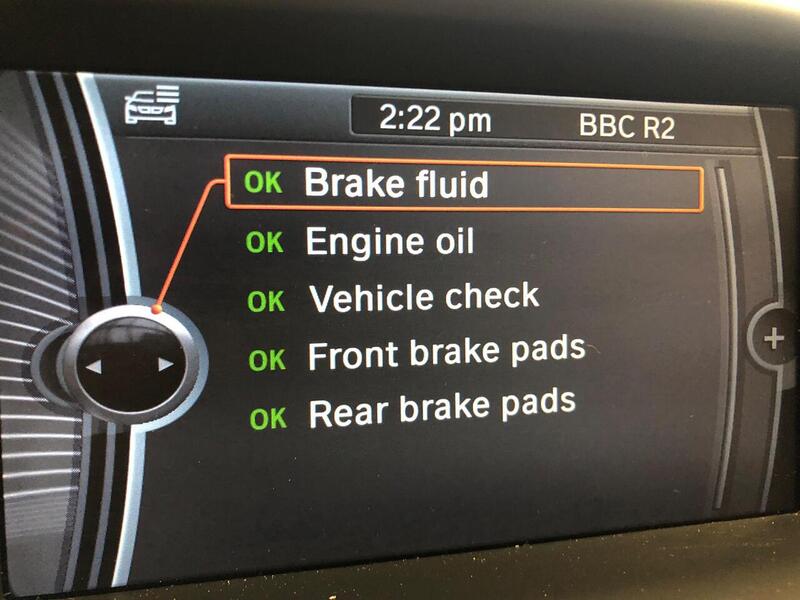 2:22 pm BBC R2
OK Brake fluid
OK Engine oil
OK Vehicle check
OK Front brake pads
OK Rear brake pads